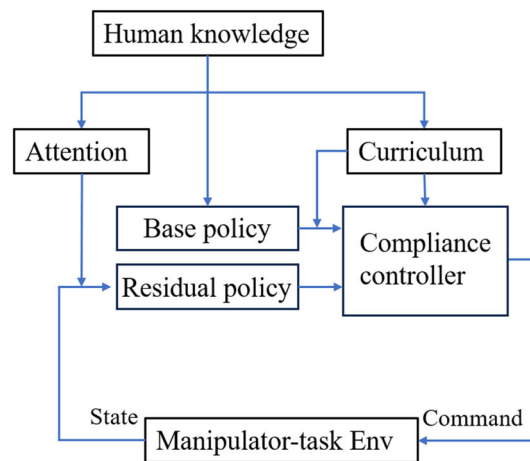 Human knowledge
Attention
Curriculum
Base policy
Compliance
controller
Residual policy
State
Command
Manipulator-task Env